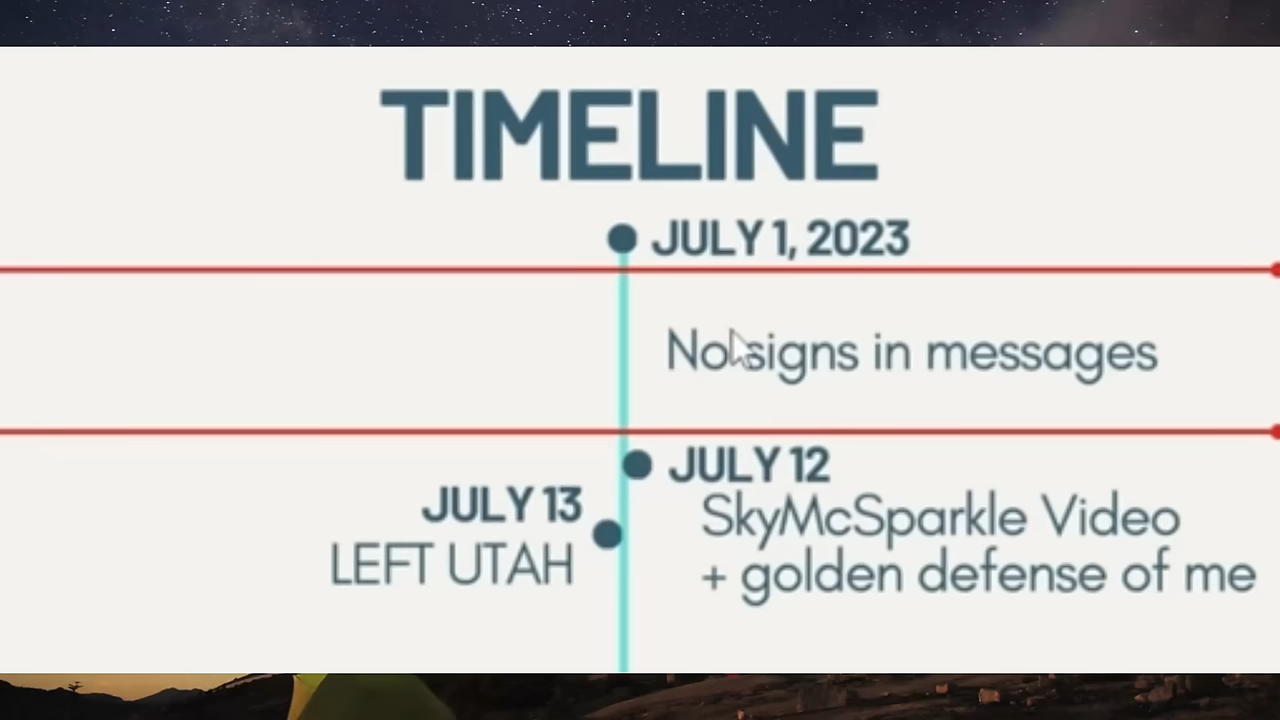 TIMELINE
JULY 1, 2023
No signs in messages
JULY 12
SkyMcSparkle Video
+ golden defense of me
JULY 13
LEFT UTAH